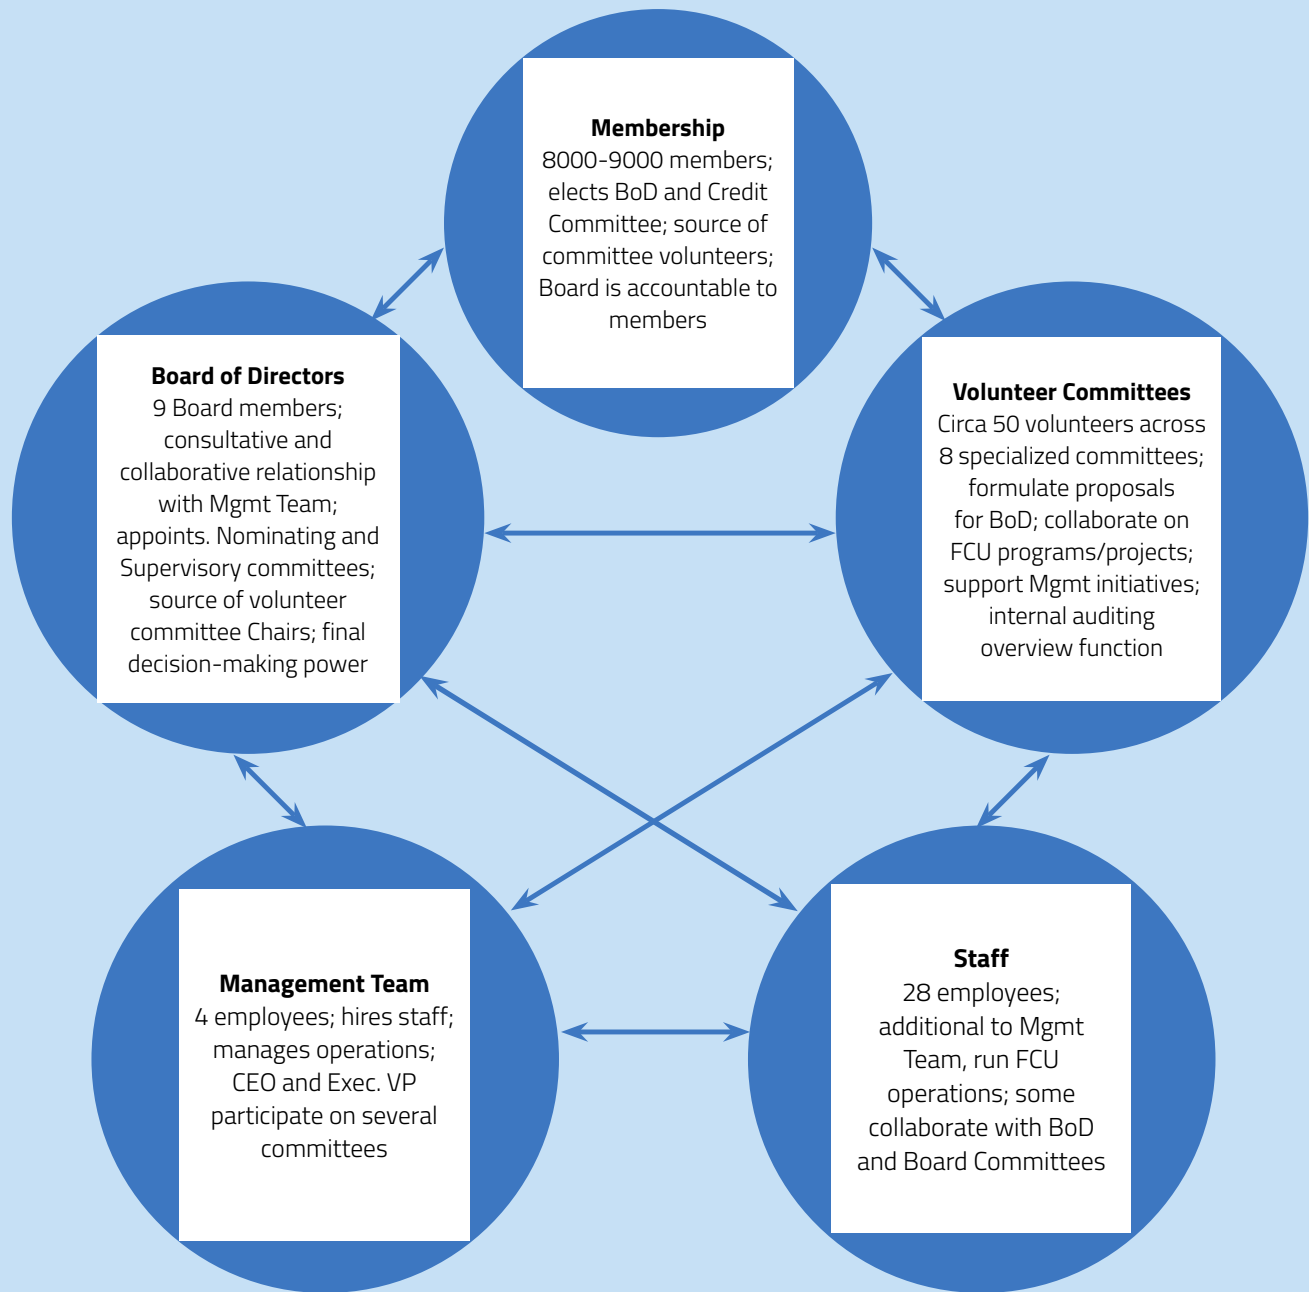 Membership
8000-9000 members;
elects BoD and Credit
Committee; source of
committee volunteers;
Board is accountable to
members
Board of Directors
9 Board members;
consultative and
collaborative relationship
with Mgmt Team;
appoints. Nominating and
Supervisory committees;
source of volunteer
committee Chairs; final
decision-making power
Volunteer Committees
Circa 50 volunteers across
8 specialized committees;
formulate proposals
for BoD; collaborate on
FCU programs/projects;
support Mgmt initiatives;
internal auditing
overview function
Management Team
4 employees; hires staff;
manages operations;
CEO and Exec. VP
participate on several
committees
Staff
28 employees;
additional to Mgmt
Team, run FCU
operations; some
collaborate with BoD
and Board Committees